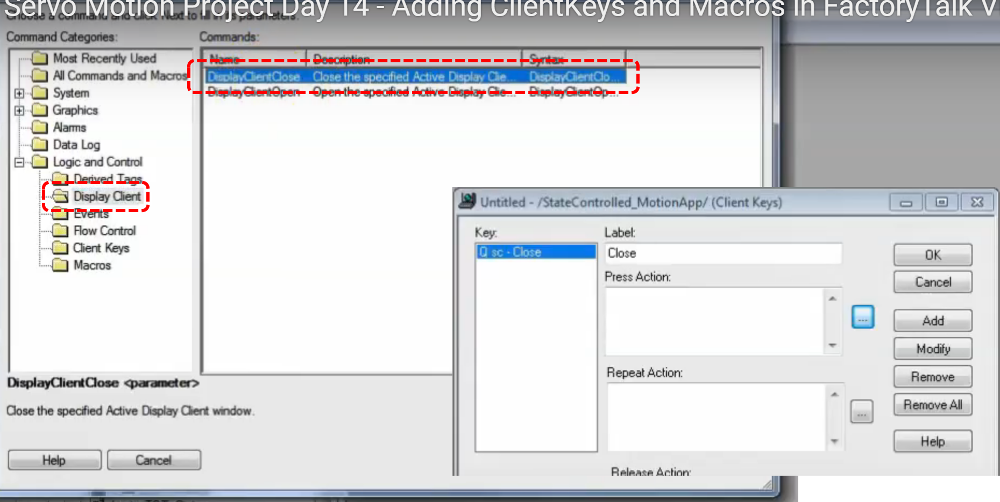 Servo Motion Project Day 14 - Adding ClientKeys and Macros in FactoryTalk V
Choose a command and click Next to fill in its parameters.
Command Categories:
Commands:
Most Recently Used
All Commands and Macros
System
Graphics
Alarms
Data Log
Logic and Control
Derived Tags
Display Client
Events
Flow Control
Client Keys
Macros
Name Description Syntax
DisplayClientClose Close the specified Active Display Clie... DisplayClientClo...
DisplayClientOpen Open the specified Active Display Clie... DisplayClientOp...
DisplayClientClose <parameter>
Close the specified Active Display Client window.
Help Cancel
Untitled - /StateControlled_MotionApp/ (Client Keys)
Key:
Q sc - Close
Label:
Close
Press Action:
...
Repeat Action:
...
Release Action:
OK
Cancel
Add
Modify
Remove
Remove All
Help